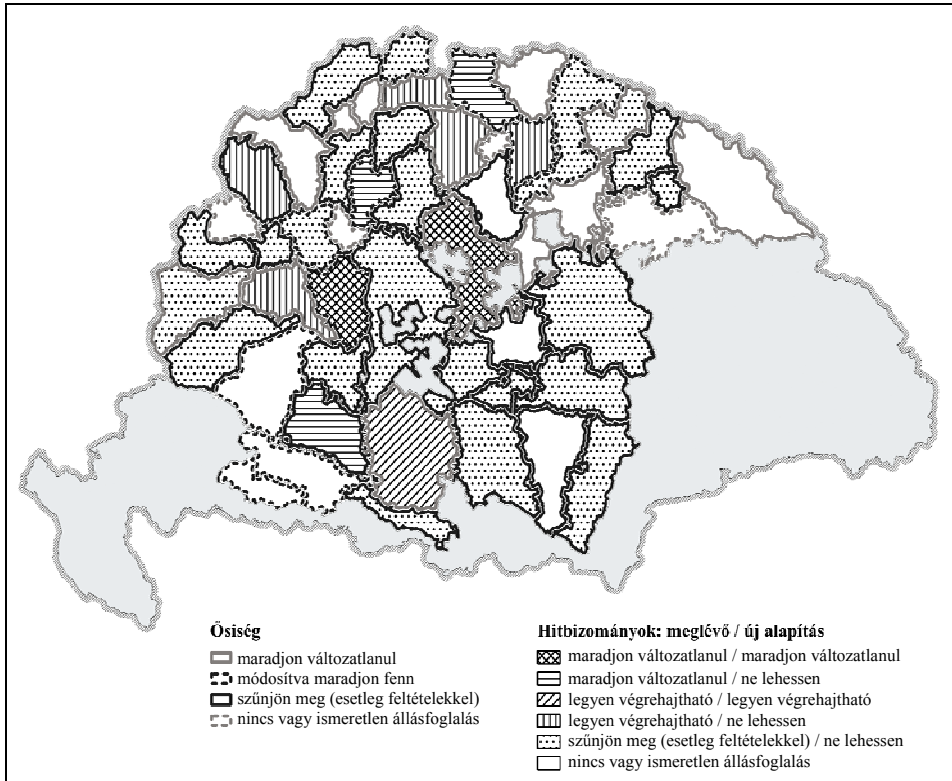 Ősiség
maradjon változatlanul
módosítva maradjon fenn
szűnjön meg (esetleg feltételekkel)
nincs vagy ismeretlen állásfoglalás
Hitbizományok: meglévő / új alapítás
maradjon változatlanul / maradjon változatlanul
maradjon változatlanul / ne lehessen
legyen végrehajtható / legyen végrehajtható
legyen végrehajtható / ne lehessen
szűnjön meg (esetleg feltételekkel) / ne lehessen
nincs vagy ismeretlen állásfoglalás